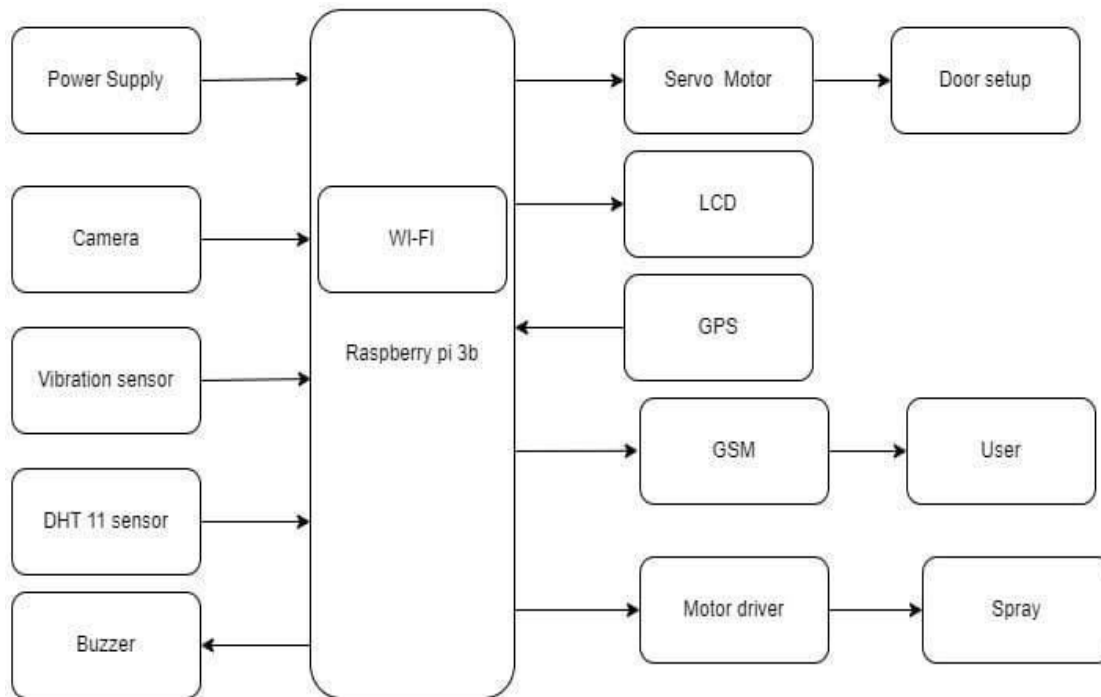 Power Supply
Servo Motor
Door setup
LCD
Camera
WI-FI
GPS
Raspberry pi 3b
Vibration sensor
GSM
User
DHT 11 sensor
Motor driver
Spray
Buzzer